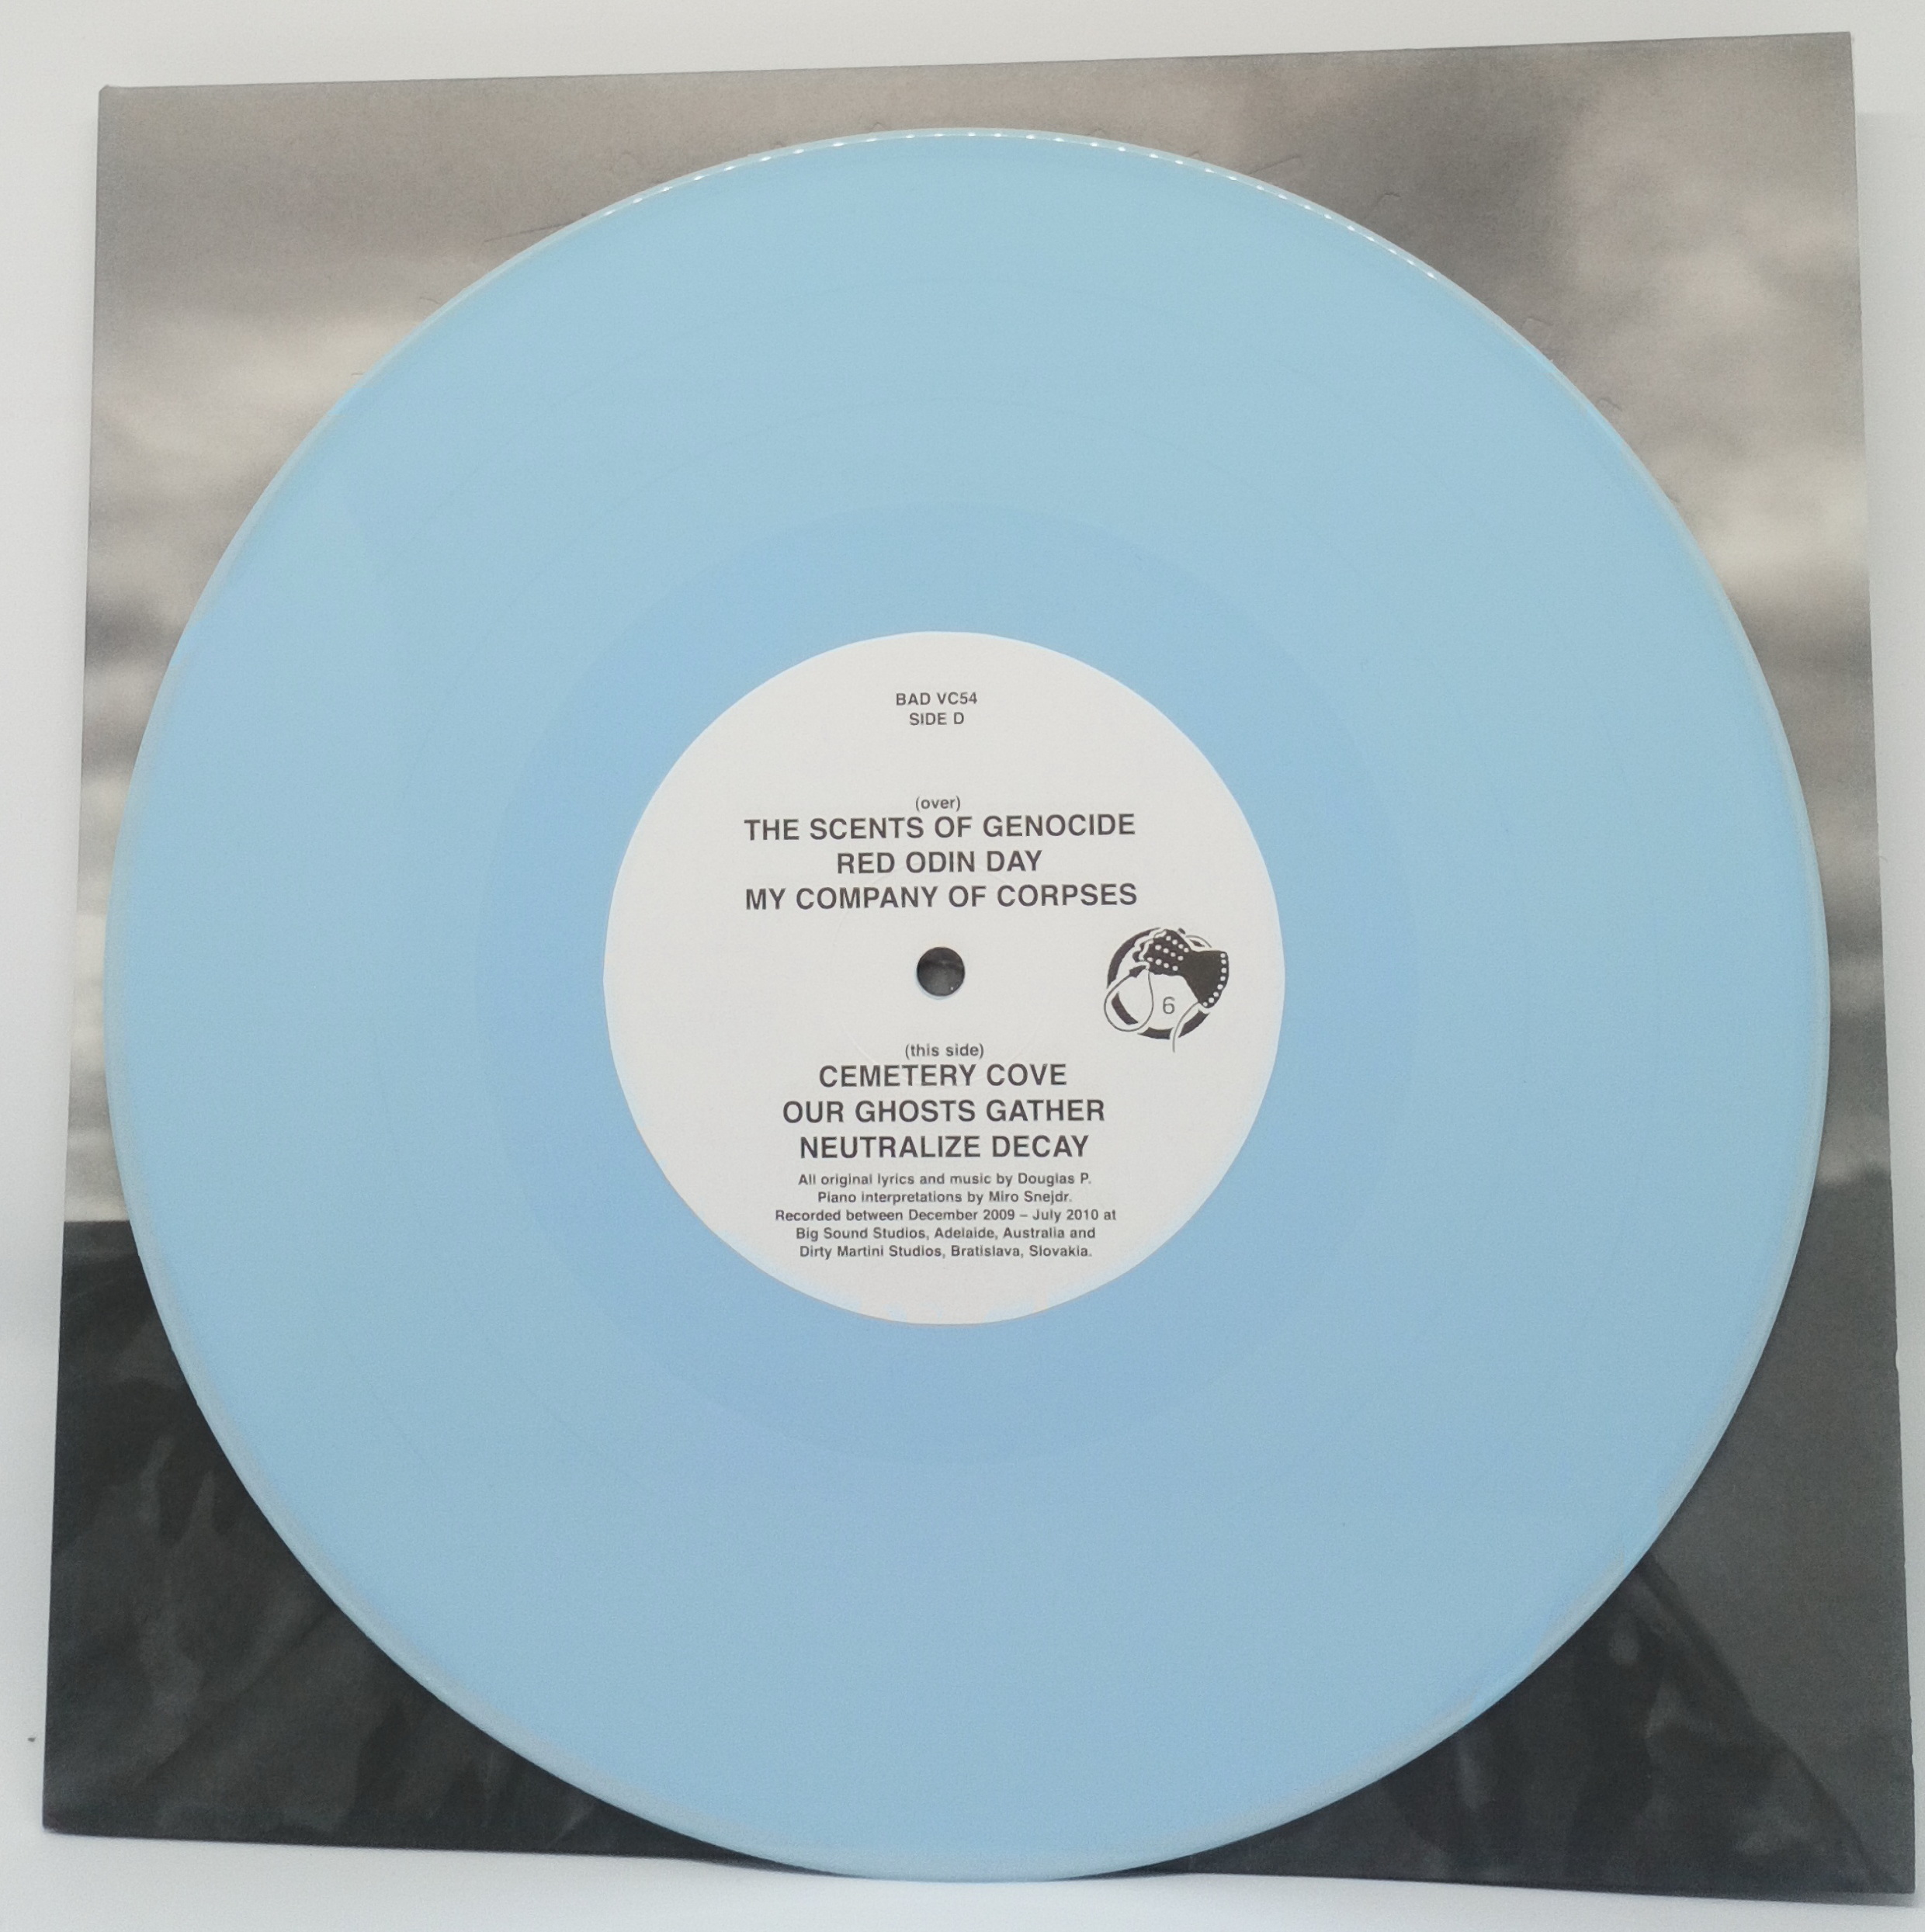 BAD VC54
SIDE D
(over)
THE SCENTS OF GENOCIDE
RED ODIN DAY
MY COMPANY OF CORPSES
6
(this side)
CEMETERY COVE
OUR GHOSTS GATHER
NEUTRALIZE DECAY
All original lyrics and music by Douglas P.
Piano interpretations by Miro Snejdr.
Recorded between December 2009 – July 2010 at
Big Sound Studios, Adelaide, Australia and
Dirty Martini Studios, Bratislava, Slovakia.